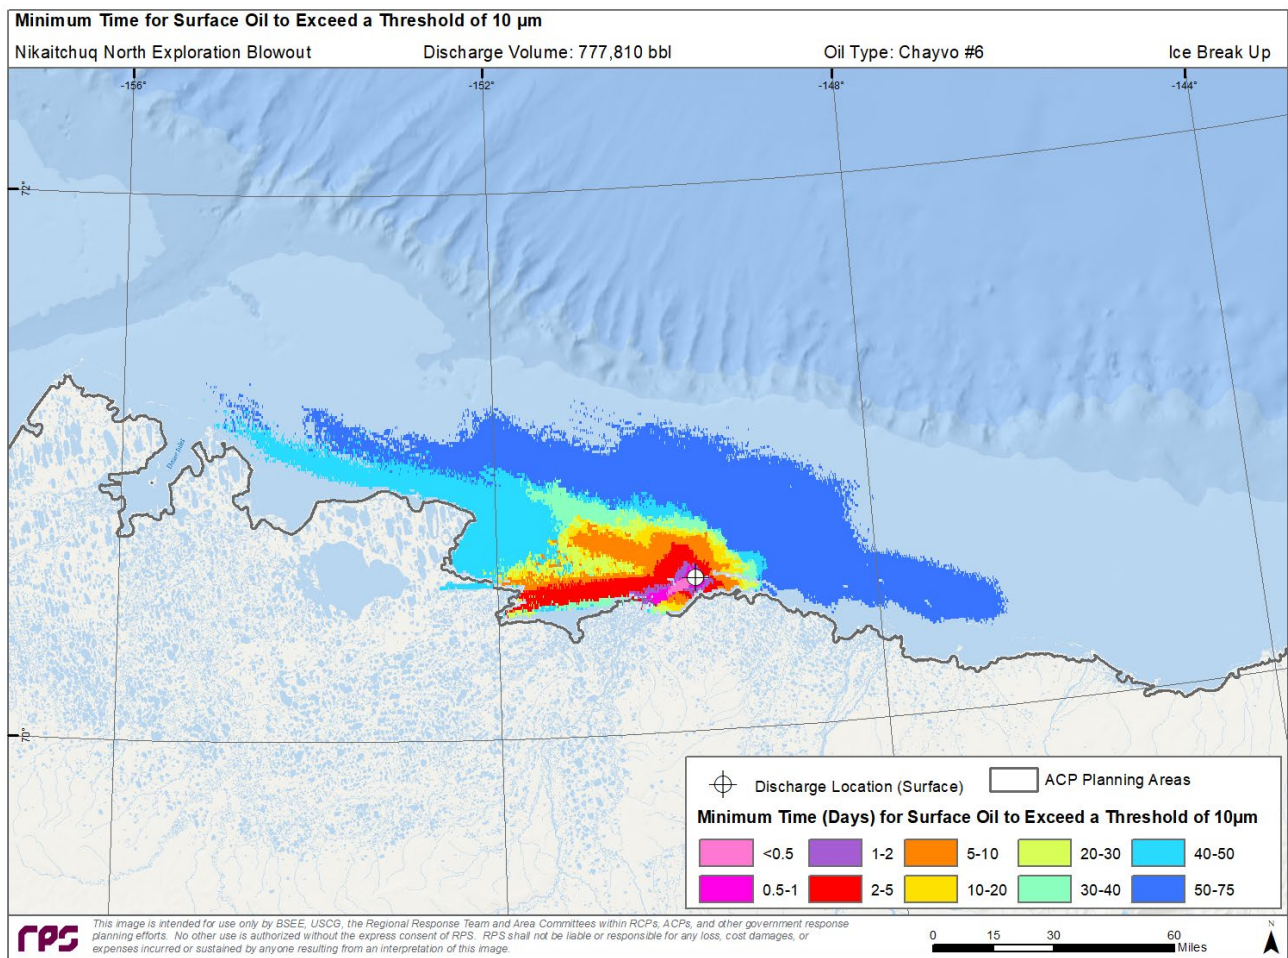 Minimum Time for Surface Oil to Exceed a Threshold of 10 µm
Nikaitchuq North Exploration Blowout Discharge Volume: 777,810 bbl Oil Type: Chayvo #6 Ice Break Up
-156° -152° -148° -144°
72°
70°
Discharge Location (Surface) ACP Planning Areas
Minimum Time (Days) for Surface Oil to Exceed a Threshold of 10µm
<0.5 1-2 5-10 20-30 40-50
0.5-1 2-5 10-20 30-40 50-75
rps
This image is intended for use only by BSEE, USCG, the Regional Response Team and Area Committees within RCPs, ACPs, and other government response
planning efforts. No other use is authorized without the express consent of RPS. RPS shall not be liable or responsible for any loss, cost damages, or
expenses incurred or sustained by anyone resulting from an interpretation of this image.
0 15 30 60
Miles
N